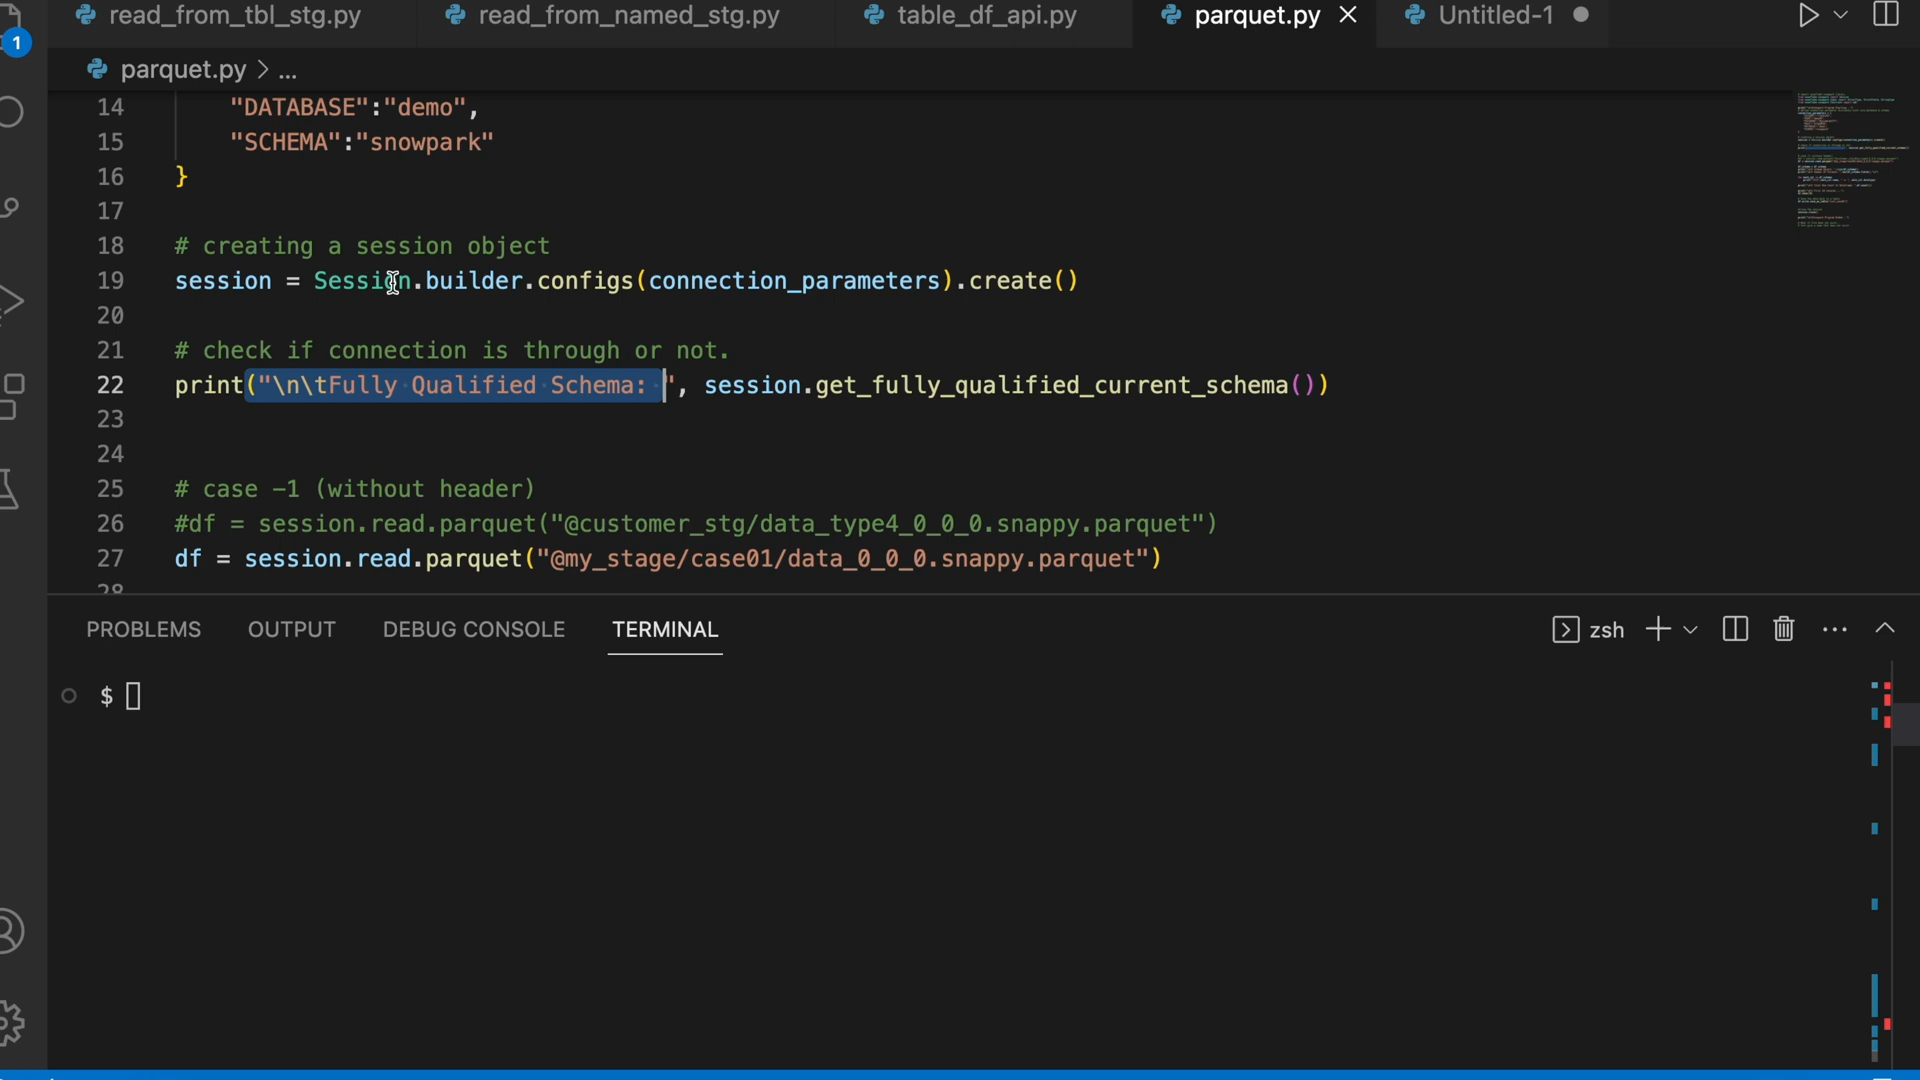 read_from_tbl_stg.py read_from_named_stg.py table_df_api.py parquet.py Untitled-1
1
parquet.py > ...
14 "DATABASE":"demo",
15 "SCHEMA":"snowpark"
16 }
17
18 # creating a session object
19 session = Session.builder.configs(connection_parameters).create()
20
21 # check if connection is through or not.
22 print("\n\tFully Qualified Schema: ", session.get_fully_qualified_current_schema())
23
24
25 # case -1 (without header)
26 #df = session.read.parquet("@customer_stg/data_type4_0_0_0.snappy.parquet")
27 df = session.read.parquet("@my_stage/case01/data_0_0_0.snappy.parquet")
28
PROBLEMS OUTPUT DEBUG CONSOLE TERMINAL zsh
$